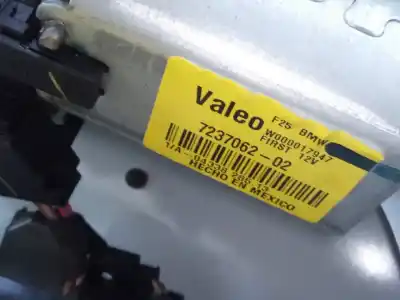 Valeo
F25 BMW
W000017947
FIRST 12V
7237062-02
HECHO EN MEXICO